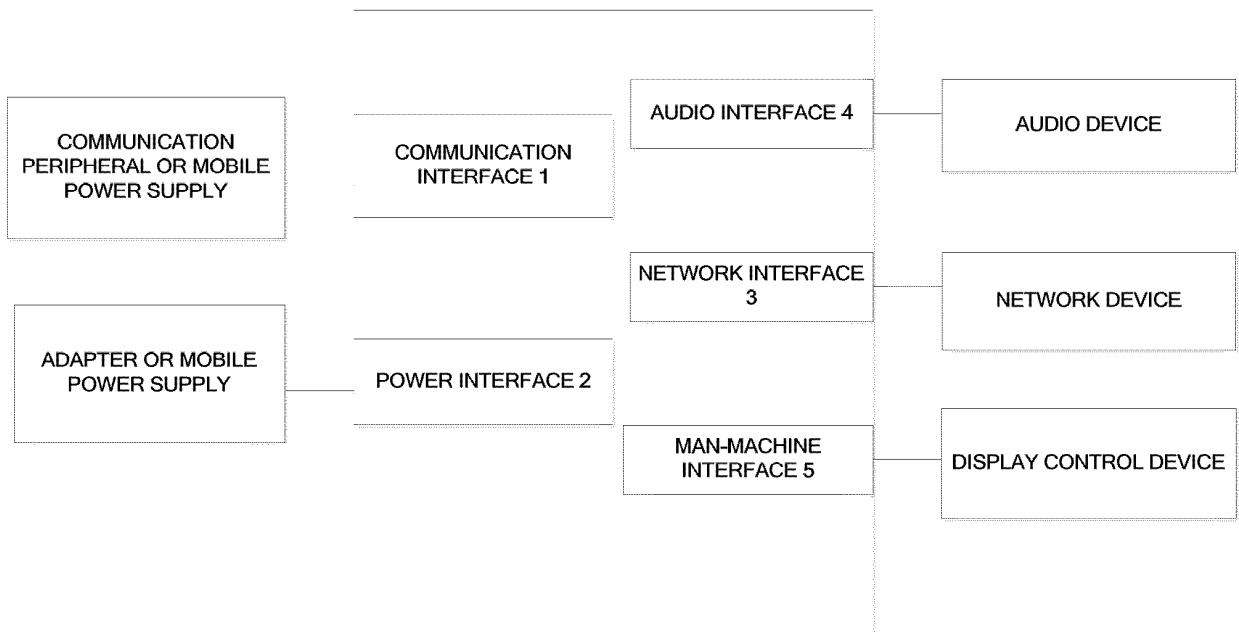 COMMUNICATION
PERIPHERAL OR MOBILE
POWER SUPPLY
COMMUNICATION
INTERFACE 1
AUDIO INTERFACE 4
AUDIO DEVICE
NETWORK INTERFACE
3
NETWORK DEVICE
ADAPTER OR MOBILE
POWER SUPPLY
POWER INTERFACE 2
MAN-MACHINE
INTERFACE 5
DISPLAY CONTROL DEVICE